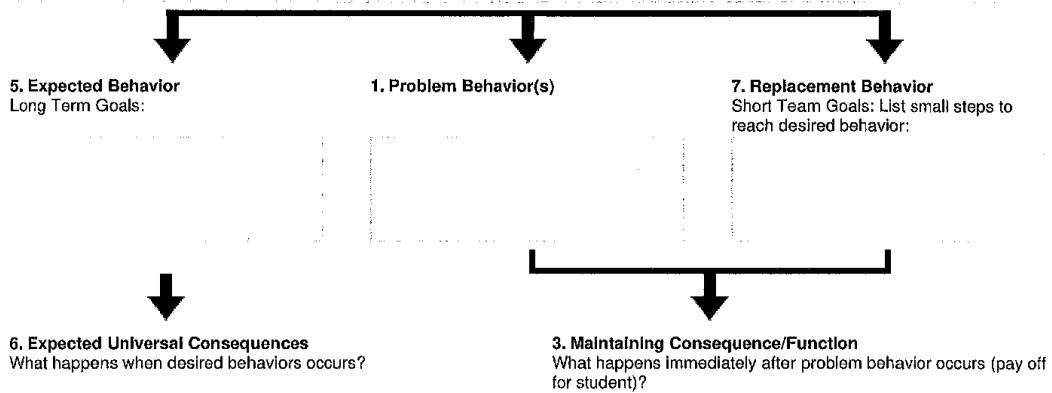 5. Expected Behavior
Long Term Goals:
1. Problem Behavior(s)
7. Replacement Behavior
Short Team Goals: List small steps to
reach desired behavior:
6. Expected Universal Consequences
What happens when desired behaviors occurs?
3. Maintaining Consequence/Function
What happens immediately after problem behavior occurs (pay off
for student)?